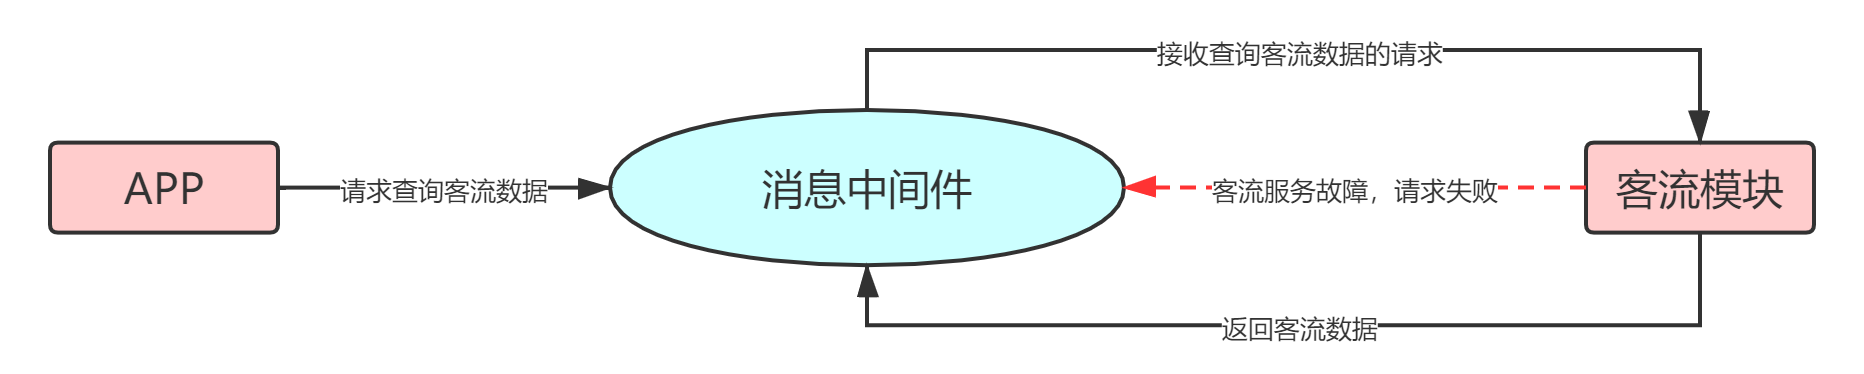 接收查询客流数据的请求
APP
请求查询客流数据
消息中间件
客流服务故障，请求失败
客流模块
返回客流数据